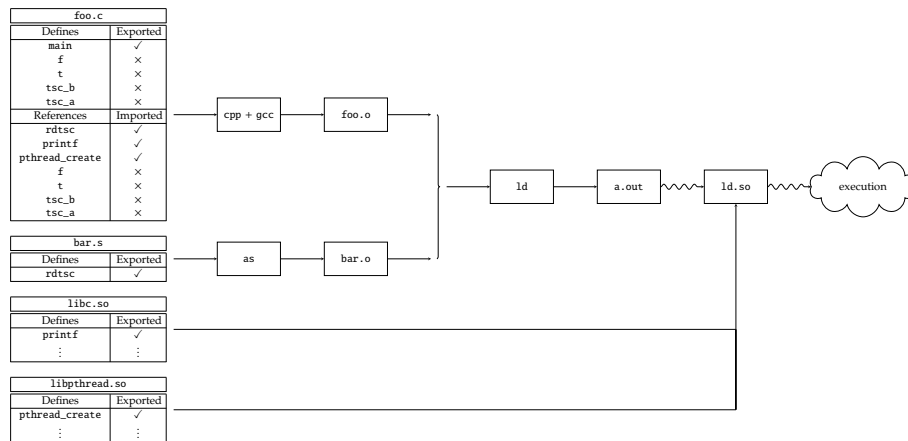 foo.c
Defines Exported
main ✓
f ×
t ×
tsc_b ×
tsc_a ×
References Imported
rdtsc ✓
printf ✓
pthread_create ✓
f ×
t ×
tsc_b ×
tsc_a ×
cpp + gcc
foo.o
ld
a.out
ld.so
execution
bar.s
Defines Exported
rdtsc ✓
as
bar.o
libc.so
Defines Exported
printf ✓
⋮ ⋮
libpthread.so
Defines Exported
pthread_create ✓
⋮ ⋮